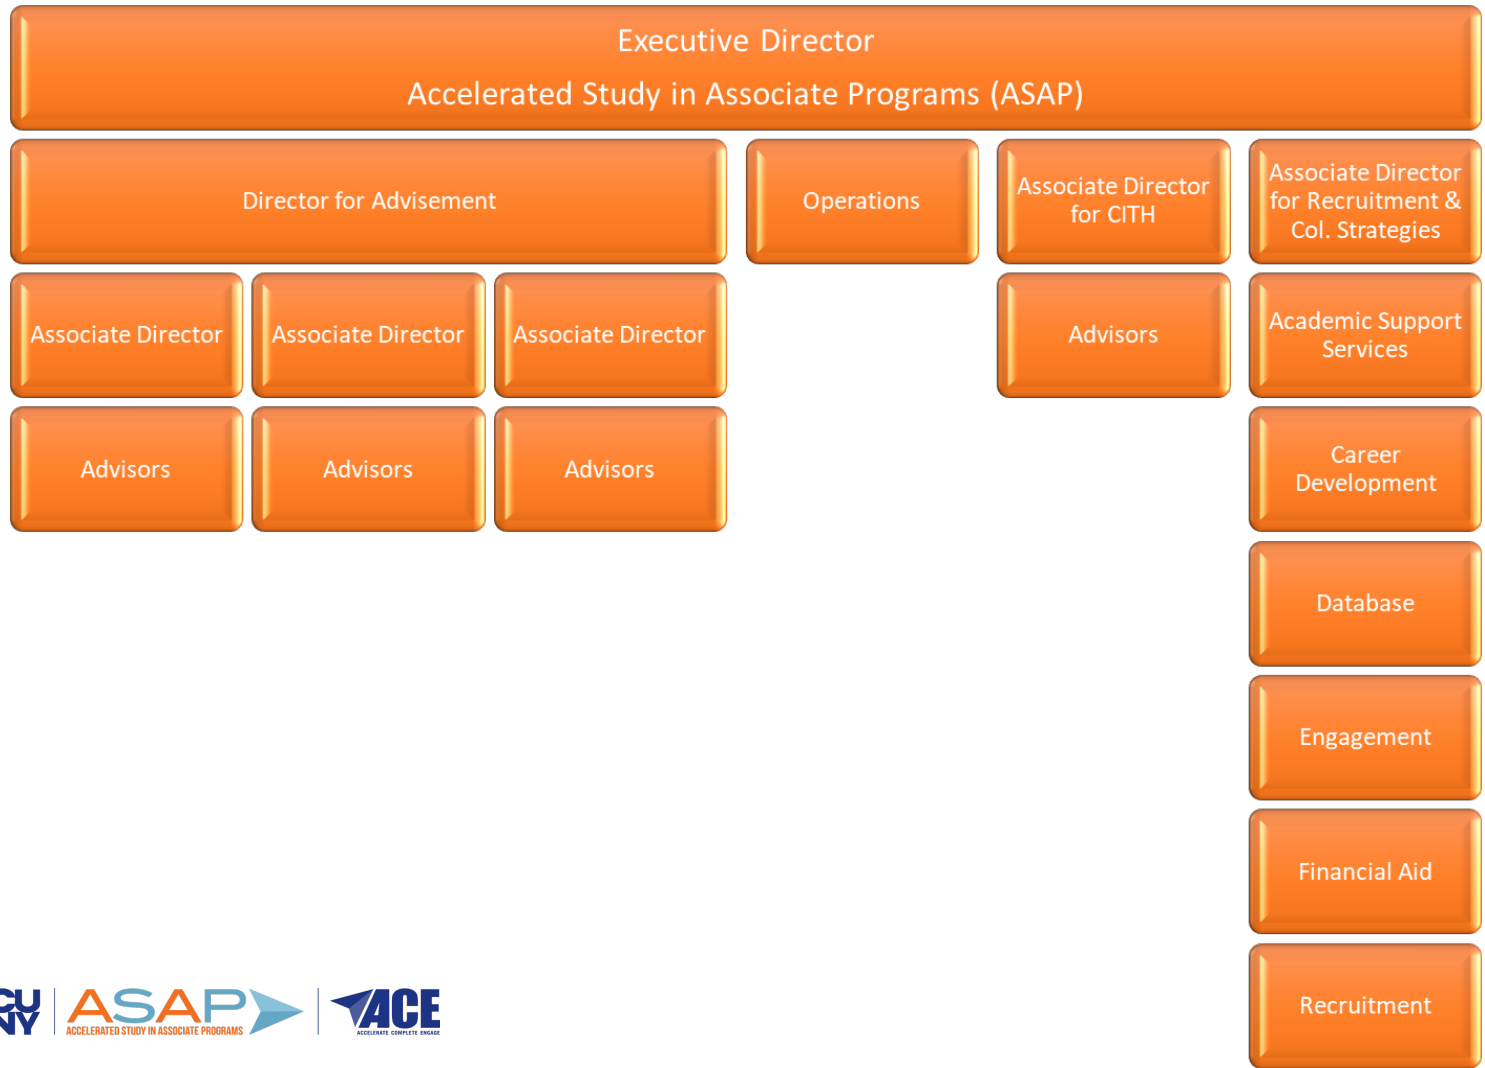 Executive Director
Accelerated Study in Associate Programs (ASAP)
Director for Advisement
Operations
Associate Director
for CITH
Associate Director
for Recruitment &
Col. Strategies
Associate Director
Associate Director
Associate Director
Advisors
Academic Support
Services
Advisors
Advisors
Advisors
Career
Development
Database
Engagement
Financial Aid
Recruitment
CU
NY
ASAP
ACCELERATED STUDY IN ASSOCIATE PROGRAMS
ACE
ACCELERATE COMPLETE ENGAGE